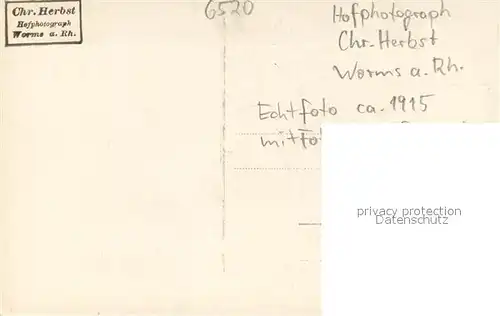 Chr. Herbst
Hofphotograph
Worms a. Rh.
6520
Hofphotograph
Chr. Herbst
Worms a. Rh.
Echtfoto ca. 1915
privacy protection
Datenschutz